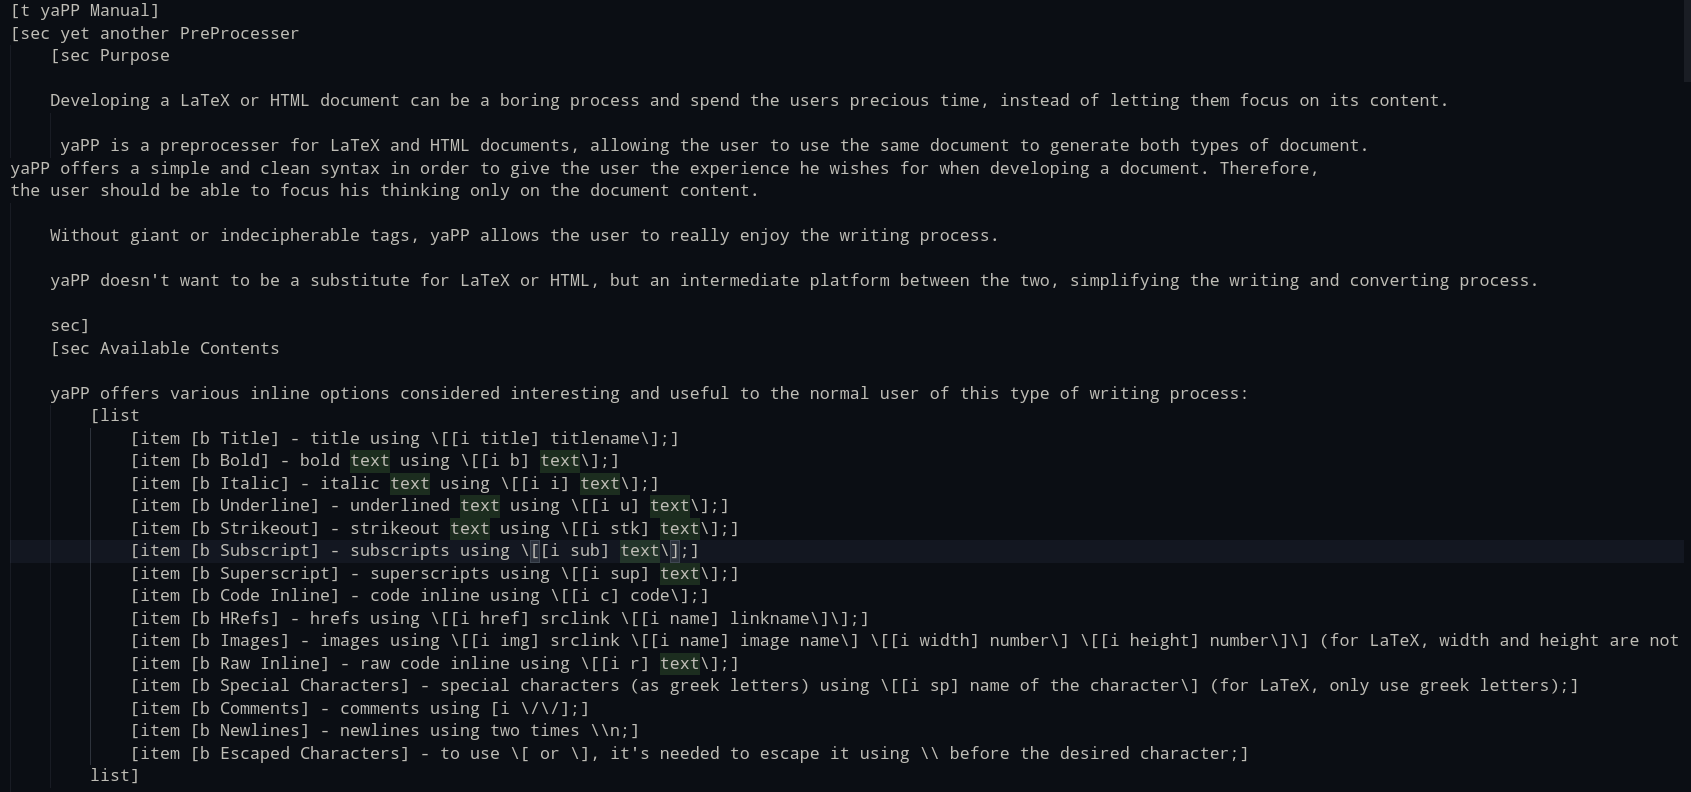 [t yaPP Manual]
[sec yet another PreProcesser
[sec Purpose
Developing a LaTeX or HTML document can be a boring process and spend the users precious time, instead of letting them focus on its content.
yaPP is a preprocesser for LaTeX and HTML documents, allowing the user to use the same document to generate both types of document.
yaPP offers a simple and clean syntax in order to give the user the experience he wishes for when developing a document. Therefore,
the user should be able to focus his thinking only on the document content.
Without giant or indecipherable tags, yaPP allows the user to really enjoy the writing process.
yaPP doesn't want to be a substitute for LaTeX or HTML, but an intermediate platform between the two, simplifying the writing and converting process.
sec]
[sec Available Contents
yaPP offers various inline options considered interesting and useful to the normal user of this type of writing process:
[list
[item [b Title] - title using \[[i title] titlename\];]
[item [b Bold] - bold text using \[[i b] text\];]
[item [b Italic] - italic text using \[[i i] text\];]
[item [b Underline] - underlined text using \[[i u] text\];]
[item [b Strikeout] - strikeout text using \[[i stk] text\];]
[item [b Subscript] - subscripts using \[[i sub] text\];]
[item [b Superscript] - superscripts using \[[i sup] text\];]
[item [b Code Inline] - code inline using \[[i c] code\];]
[item [b HRefs] - hrefs using \[[i href] srclink \[[i name] linkname\]\];]
[item [b Images] - images using \[[i img] srclink \[[i name] image name\] \[[i width] number\] \[[i height] number\]\] (for LaTeX, width and height are not
[item [b Raw Inline] - raw code inline using \[[i r] text\];]
[item [b Special Characters] - special characters (as greek letters) using \[[i sp] name of the character\] (for LaTeX, only use greek letters);]
[item [b Comments] - comments using [i \/\/];]
[item [b Newlines] - newlines using two times \\n;]
[item [b Escaped Characters] - to use \[ or \], it's needed to escape it using \\ before the desired character;]
list]